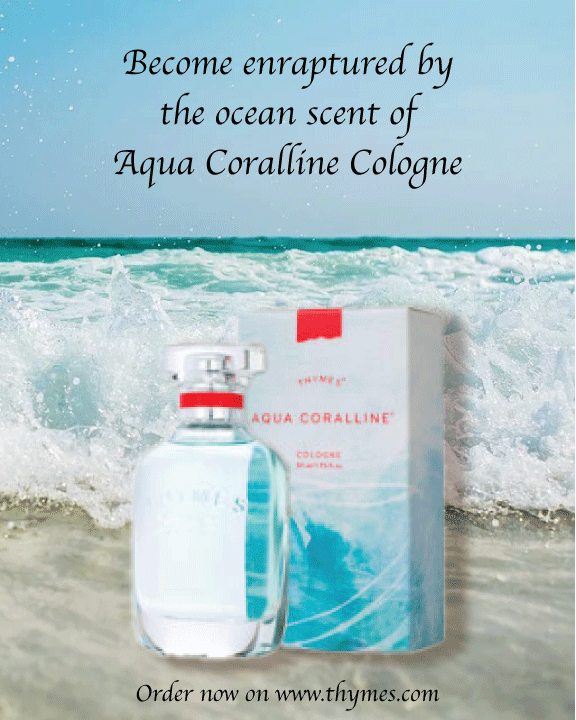 Become enraptured by
the ocean scent of
Aqua Coralline Cologne
THYMES
AQUA CORALLINE
COLOGNE
THYMES
Order now on www.thymes.com